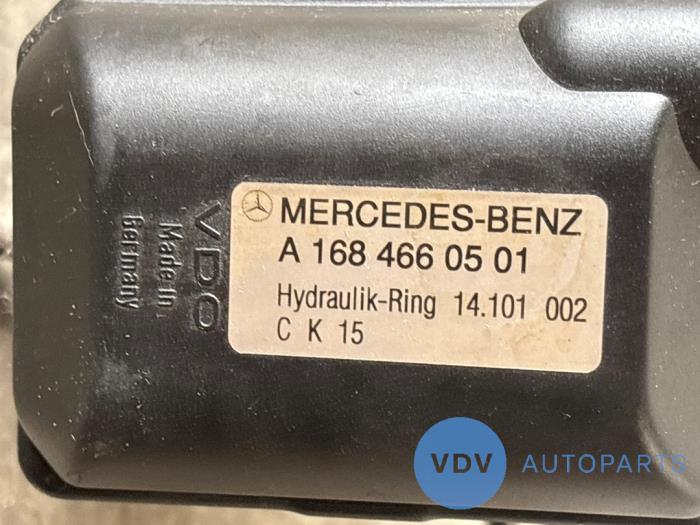 MERCEDES-BENZ
A 168 466 05 01
Hydraulik-Ring 14.101 002
C K 15
VDO
Made in
Germany
VDV AUTOPARTS